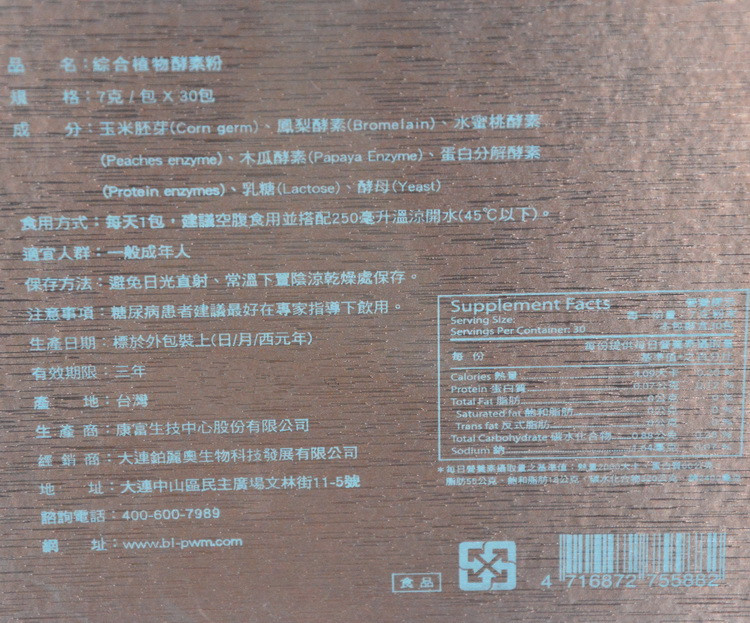 品 名：綜合植物酵素粉
規 格：7克/包 X 30包
成 分：玉米胚芽(Corn germ)、鳳梨酵素(Bromelain)、水蜜桃酵素
(Peaches enzyme)、木瓜酵素(Papaya Enzyme)、蛋白分解酵素
(Protein enzymes)、乳糖(Lactose)、酵母(Yeast)
食用方式：每天1包，建議空腹食用並搭配250毫升溫涼開水(45℃以下)。
適宜人群：一般成年人
保存方法：避免日光直射、常溫下置陰涼乾燥處保存。
注意事項：糖尿病患者建議最好在專家指導下飲用。
生產日期：標於外包裝上(日/月/西元年)
有效期限：三年
產 地：台灣
生產商：康富生技中心股份有限公司
經銷商：大連鉑麗奧生物科技發展有限公司
地 址：大連中山區民主廣場文林街11-5號
諮詢電話：400-600-7989
網 址：www.bl-pwm.com
Supplement Facts
Serving Size:
Servings Per Container: 30
每 份
Calories 熱量
Protein 蛋白質
Total Fat 脂肪
Saturated fat 飽和脂肪
Trans fat 反式脂肪
Total Carbohydrate 碳水化合物
Sodium 鈉
食品
4 716872 755882